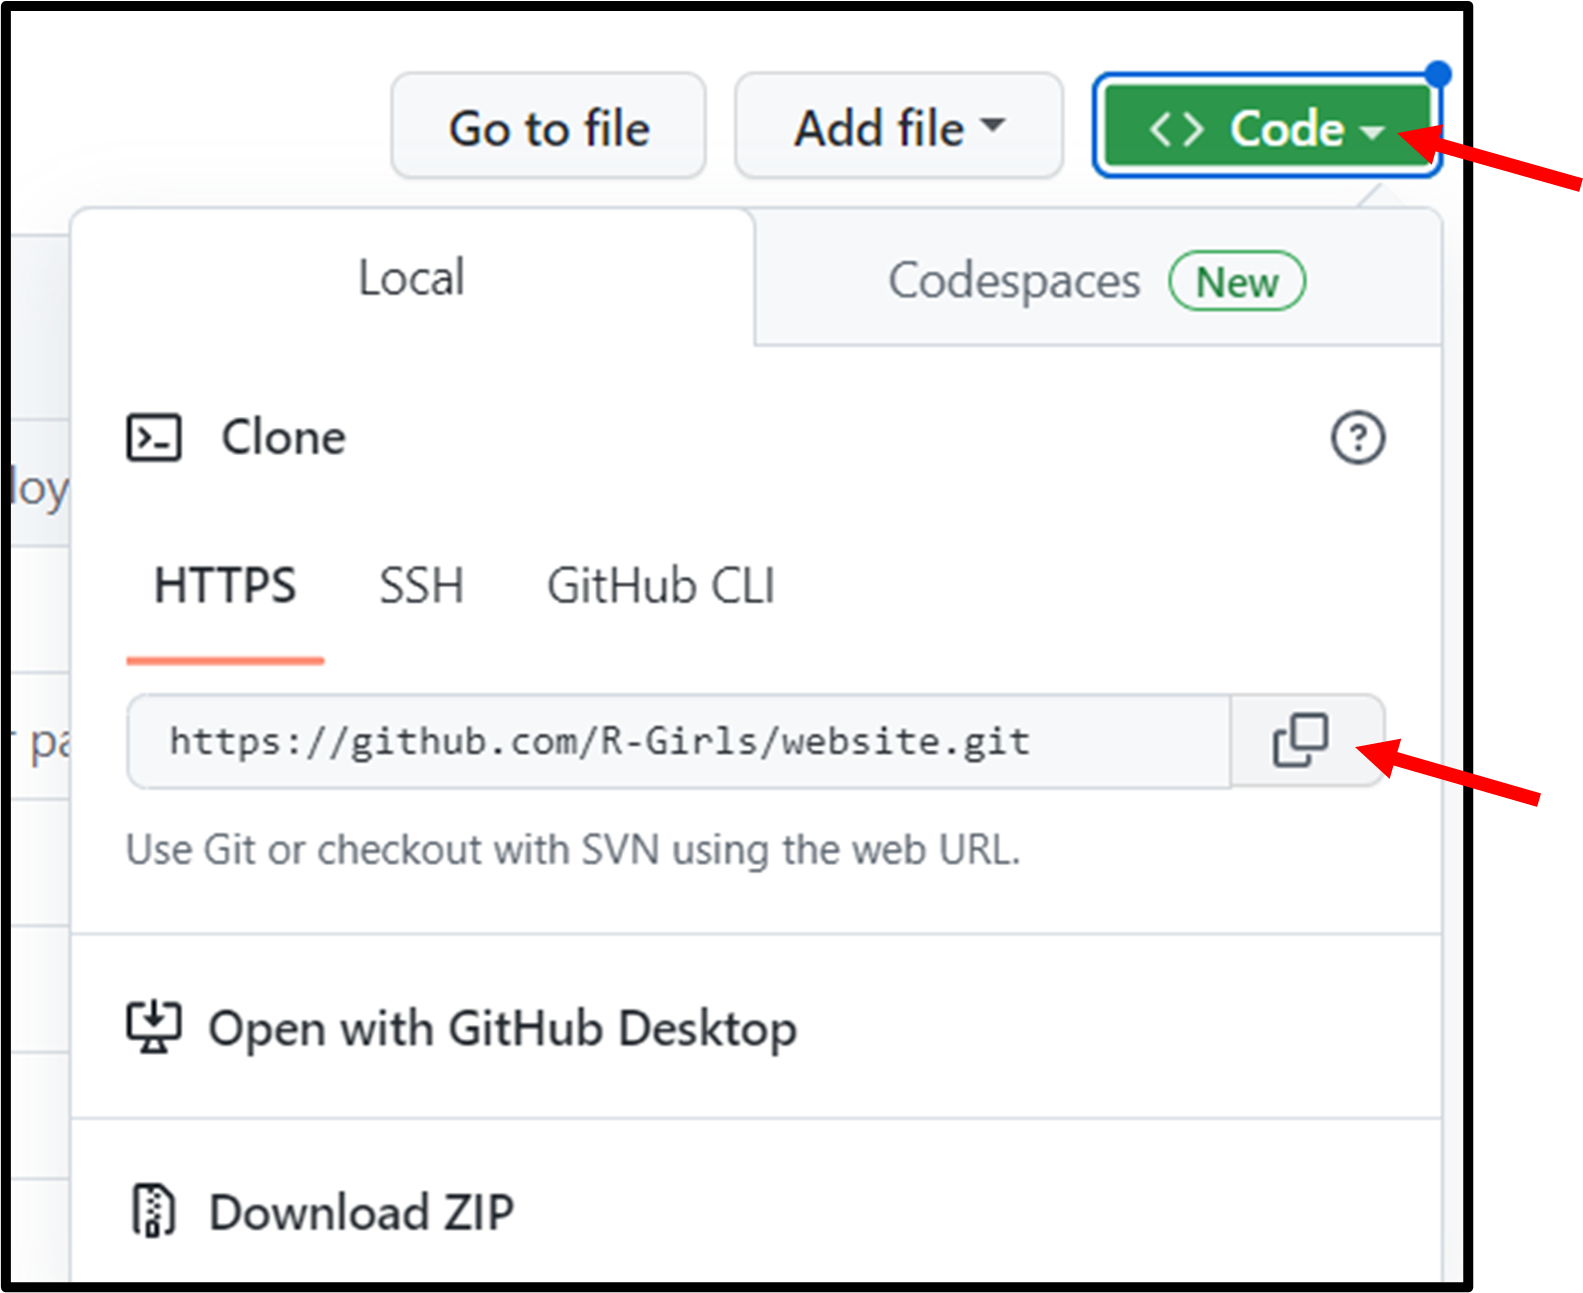 Go to file
Add file
<> Code
Local
Codespaces New
Clone
loy
HTTPS SSH GitHub CLI
https://github.com/R-Girls/website.git
r pa
Use Git or checkout with SVN using the web URL.
Open with GitHub Desktop
Download ZIP